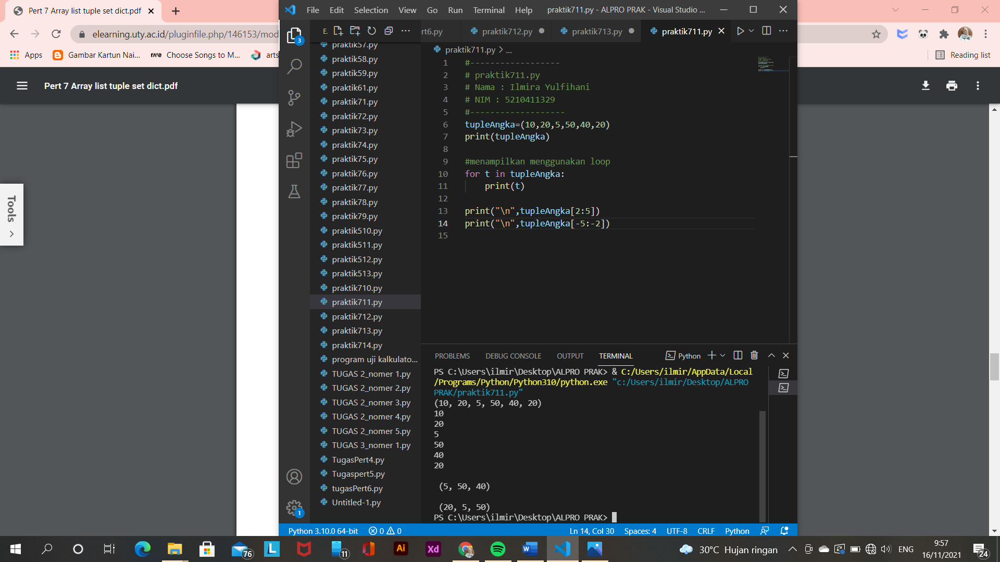 Pert 7 Array list tuple set dict.pdf
elearning.uty.ac.id/pluginfile.php/146153/mod
Apps
Gambar Kartun Nai...
rave
Choose Songs to M...
arts
Reading list
Pert 7 Array list tuple set dict.pdf
Tools
File Edit Selection View Go Run Terminal Help
praktik711.py - ALPRO PRAK - Visual Studio ...
3
E.
rt6.py
praktik712.py
praktik713.py
praktik711.py
praktik57.py
praktik58.py
praktik59.py
praktik61.py
praktik71.py
praktik72.py
praktik73.py
praktik74.py
praktik75.py
praktik76.py
praktik77.py
praktik78.py
praktik79.py
praktik510.py
praktik511.py
praktik512.py
praktik513.py
praktik710.py
praktik711.py
praktik712.py
praktik713.py
praktik714.py
program uji kalkulato...
TUGAS 2_nomer 1.py
TUGAS 2_nomer 2.py
TUGAS 2_nomer 3.py
TUGAS 2_nomer 4.py
TUGAS 2_nomer 5.py
TUGAS 3_nomer 1.py
TugasPert4.py
Tugaspert5.py
tugasPert6.py
Untitled-1.py
1
praktik711.py > ...
1 #------------------
2 # praktik711.py
3 # Nama : Ilmira Yulfihani
4 # NIM : 5210411329
5 #-------------------
6 tupleAngka=(10,20,5,50,40,20)
7 print(tupleAngka)
8
9 #menampilkan menggunakan loop
10 for t in tupleAngka:
11     print(t)
12
13 print("\n",tupleAngka[2:5])
14 print("\n",tupleAngka[-5:-2])
15
PROBLEMS DEBUG CONSOLE OUTPUT TERMINAL
Python
PS C:\Users\ilmir\Desktop\ALPRO PRAK> & C:/Users/ilmir/AppData/Local
/Programs/Python/Python310/python.exe "c:/Users/ilmir/Desktop/ALPRO
PRAK/praktik711.py"
(10, 20, 5, 50, 40, 20)
10
20
5
50
40
20
(5, 50, 40)
(20, 5, 50)
PS C:\Users\ilmir\Desktop\ALPRO PRAK>
Python 3.10.0 64-bit 0 0 Ln 14, Col 30 Spaces: 4 UTF-8 CRLF Python
76
L
11
Ai
Xd
30°C Hujan ringan
ENG
9:57
16/11/2021
24